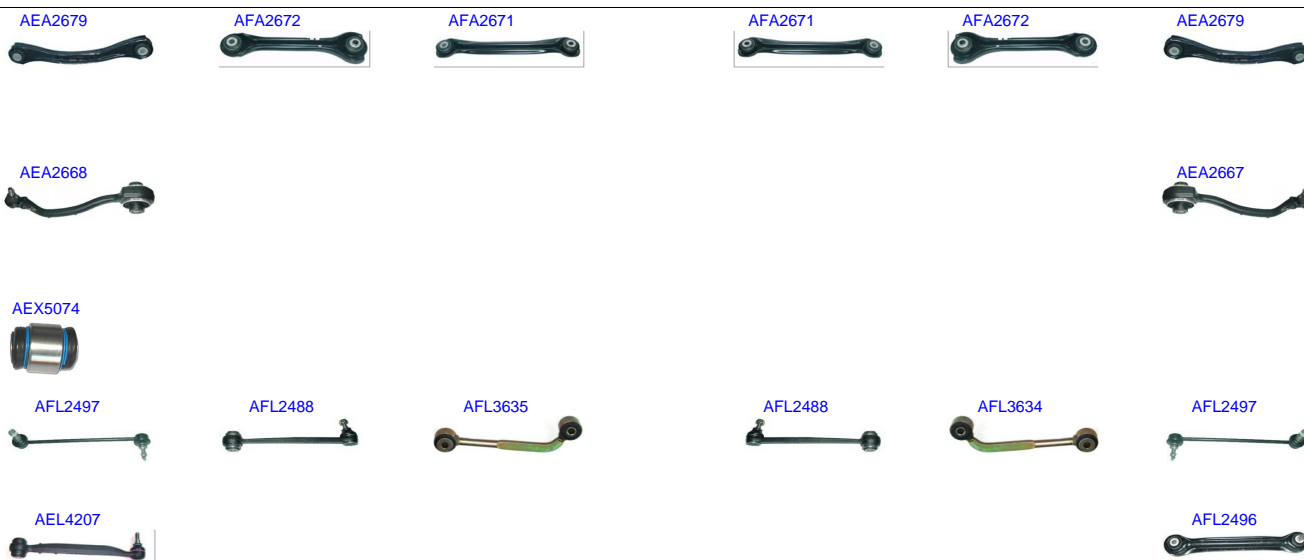 AEA2679 AFA2672 AFA2671 AFA2671 AFA2672 AEA2679
AEA2668 AEA2667
AEX5074
AFL2497 AFL2488 AFL3635 AFL2488 AFL3634 AFL2497
AEL4207 AFL2496